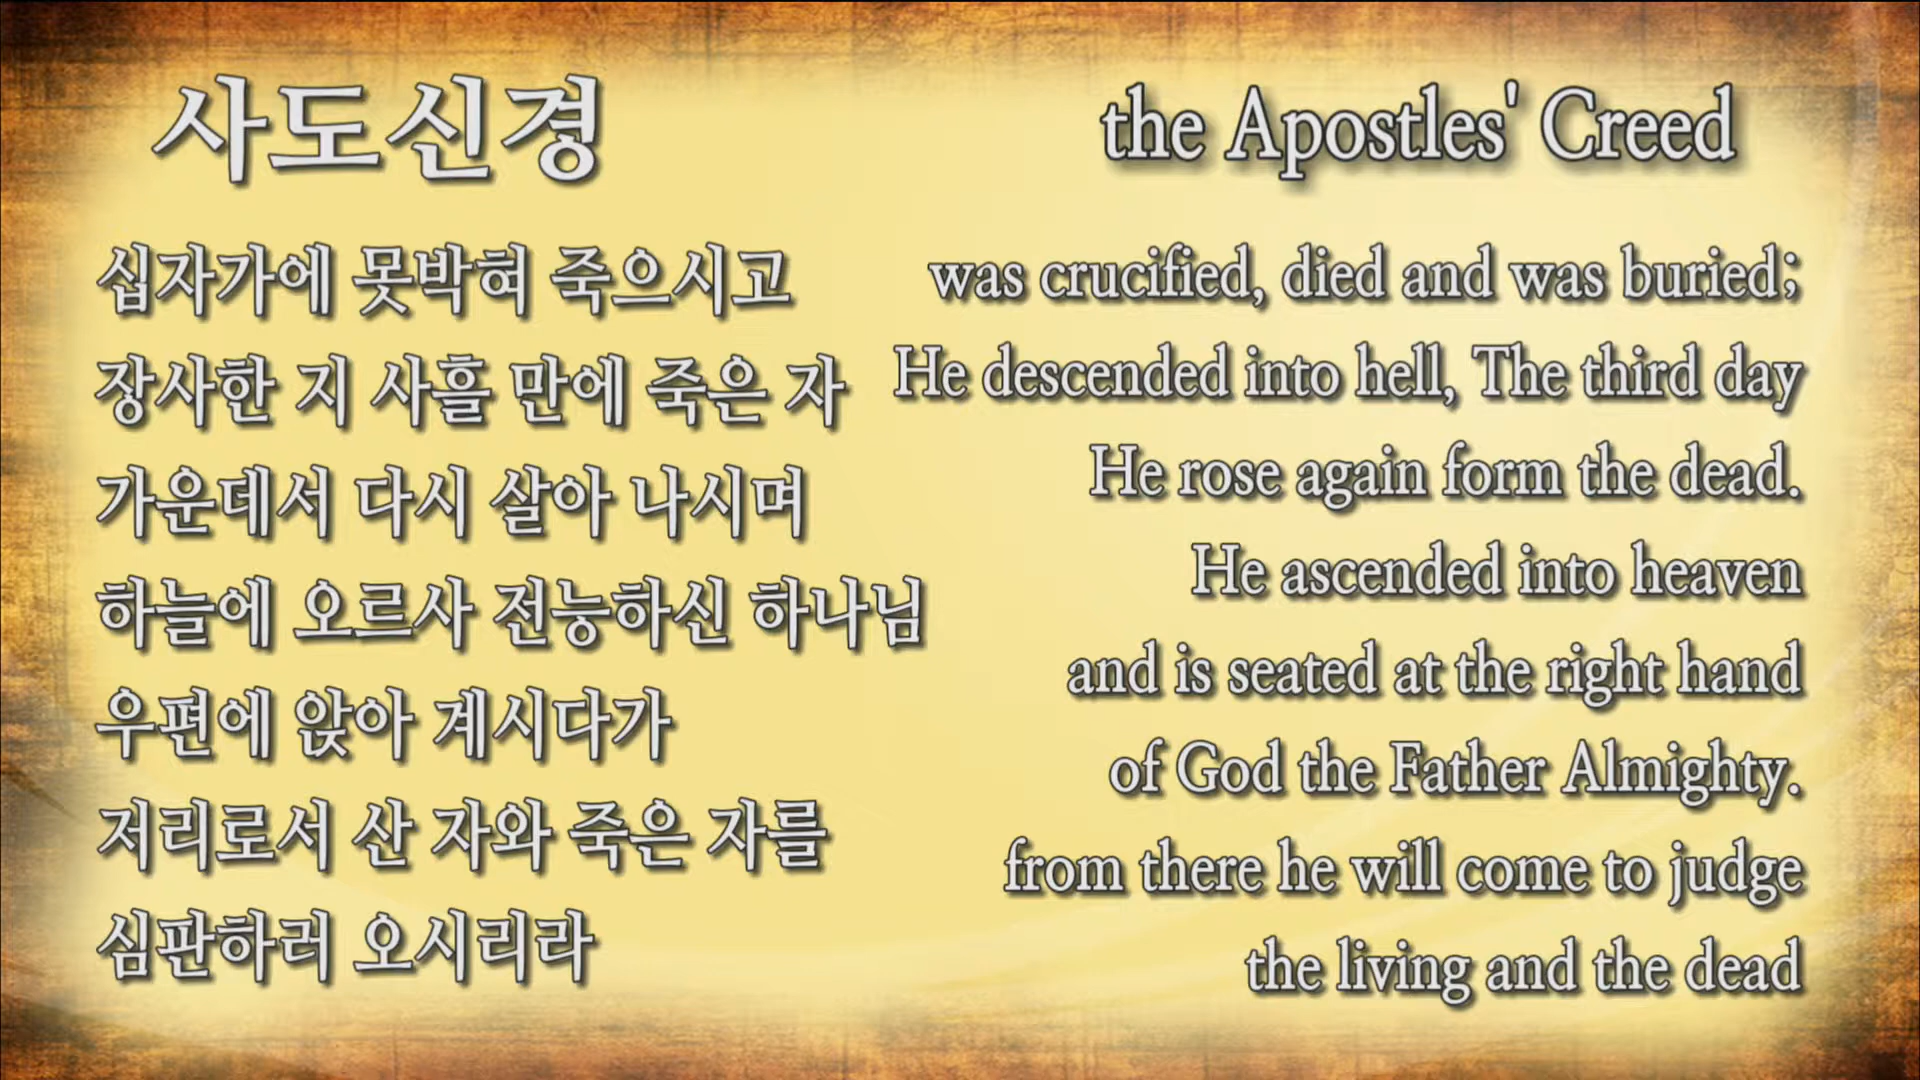 사도신경
십자가에 못박혀 죽으시고
장사한 지 사흘 만에 죽은 자
가운데서 다시 살아 나시며
하늘에 오르사 전능하신 하나님
우편에 앉아 계시다가
저리로서 산 자와 죽은 자를
심판하러 오시리라
the Apostles' Creed
was crucified, died and was buried;
He descended into hell, The third day
He rose again form the dead.
He ascended into heaven
and is seated at the right hand
of God the Father Almighty.
from there he will come to judge
the living and the dead